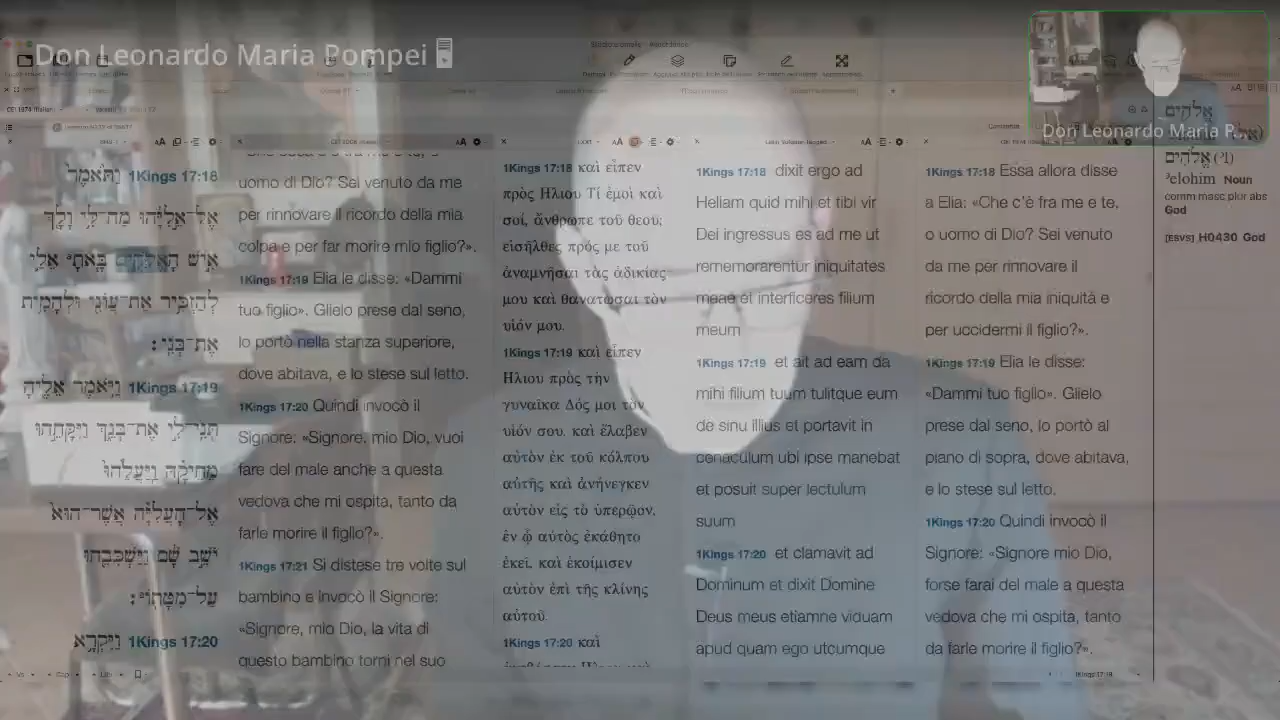 Don Leonardo Maria Pompei
Don Leonardo Maria P...
1Kings 17:18 וַתֹּאמֶר
אֶל־אֵלִיָּהוּ מַה־לִּי וָלָךְ
אִישׁ הָאֱלֹהִים בָּאתָ אֵלַי
לְהַזְכִּיר אֶת־עֲוֺנִי וּלְהָמִית
אֶת־בְּנִי׃
1Kings 17:19 וַיֹּאמֶר אֵלֶיהָ
תְּנִי־לִי אֶת־בְּנֵךְ וַיִּקָּחֵהוּ
מֵחֵיקָהּ וַיַּעֲלֵהוּ
אֶל־הָעֲלִיָּה אֲשֶׁר־הוּא
יֹשֵׁב שָׁם וַיַּשְׁכִּבֵהוּ
עַל־מִטָּתוֹ׃
1Kings 17:20 וַיִּקְרָא
uomo di Dio? Sei venuto da me
per rinnovare il ricordo della mia
colpa e per far morire mio figlio?».
1Kings 17:19 Elia le disse: «Dammi
tuo figlio». Glielo prese dal seno,
lo portò nella stanza superiore,
dove abitava, e lo stese sul letto.
1Kings 17:20 Quindi invocò il
Signore: «Signore, mio Dio, vuoi
fare del male anche a questa
vedova che mi ospita, tanto da
farle morire il figlio?».
1Kings 17:21 Si distese tre volte sul
bambino e invocò il Signore:
«Signore, mio Dio, la vita di
questo bambino torni nel suo
1Kings 17:18 καὶ εἶπεν
πρὸς Ηλιου Τί ἐμοὶ καὶ
σοί, ἄνθρωπε τοῦ θεοῦ;
εἰσῆλθες πρός με τοῦ
ἀναμνῆσαι τὰς ἀδικίας
μου καὶ θανατῶσαι τὸν
υἱόν μου.
1Kings 17:19 καὶ εἶπεν
Ηλιου πρὸς τὴν
γυναῖκα Δός μοι τὸν
υἱόν σου. καὶ ἔλαβεν
αὐτὸν ἐκ τοῦ κόλπου
αὐτῆς καὶ ἀνήνεγκεν
αὐτὸν εἰς τὸ ὑπερῷον,
ἐν ᾧ αὐτὸς ἐκάθητο
ἐκεῖ, καὶ ἐκοίμισεν
αὐτὸν ἐπὶ τῆς κλίνης
αὐτοῦ.
1Kings 17:20 καὶ
1Kings 17:18 dixit ergo ad
Heliam quid mihi et tibi vir
Dei ingressus es ad me ut
rememorarentur iniquitates
meae et interficeres filium
meum
1Kings 17:19 et ait ad eam da
mihi filium tuum tulitque eum
de sinu illius et portavit in
cenaculum ubi ipse manebat
et posuit super lectulum
suum
1Kings 17:20 et clamavit ad
Dominum et dixit Domine
Deus meus etiamne viduam
apud quam ego utcumque
1Kings 17:18 Essa allora disse
a Elia: «Che c'è fra me e te,
o uomo di Dio? Sei venuto
da me per rinnovare il
ricordo della mia iniquità e
per uccidermi il figlio?».
1Kings 17:19 Elia le disse:
«Dammi tuo figlio». Glielo
prese dal seno, lo portò al
piano di sopra, dove abitava,
e lo stese sul letto.
1Kings 17:20 Quindi invocò il
Signore: «Signore mio Dio,
forse farai del male a questa
vedova che mi ospita, tanto
da farle morire il figlio?».
אֱלֹהִים
אֱלֹהִים (²1)
ʾelohim Noun
comm masc plur abs
God
[ESVS] H0430 God
1Kings 17:19